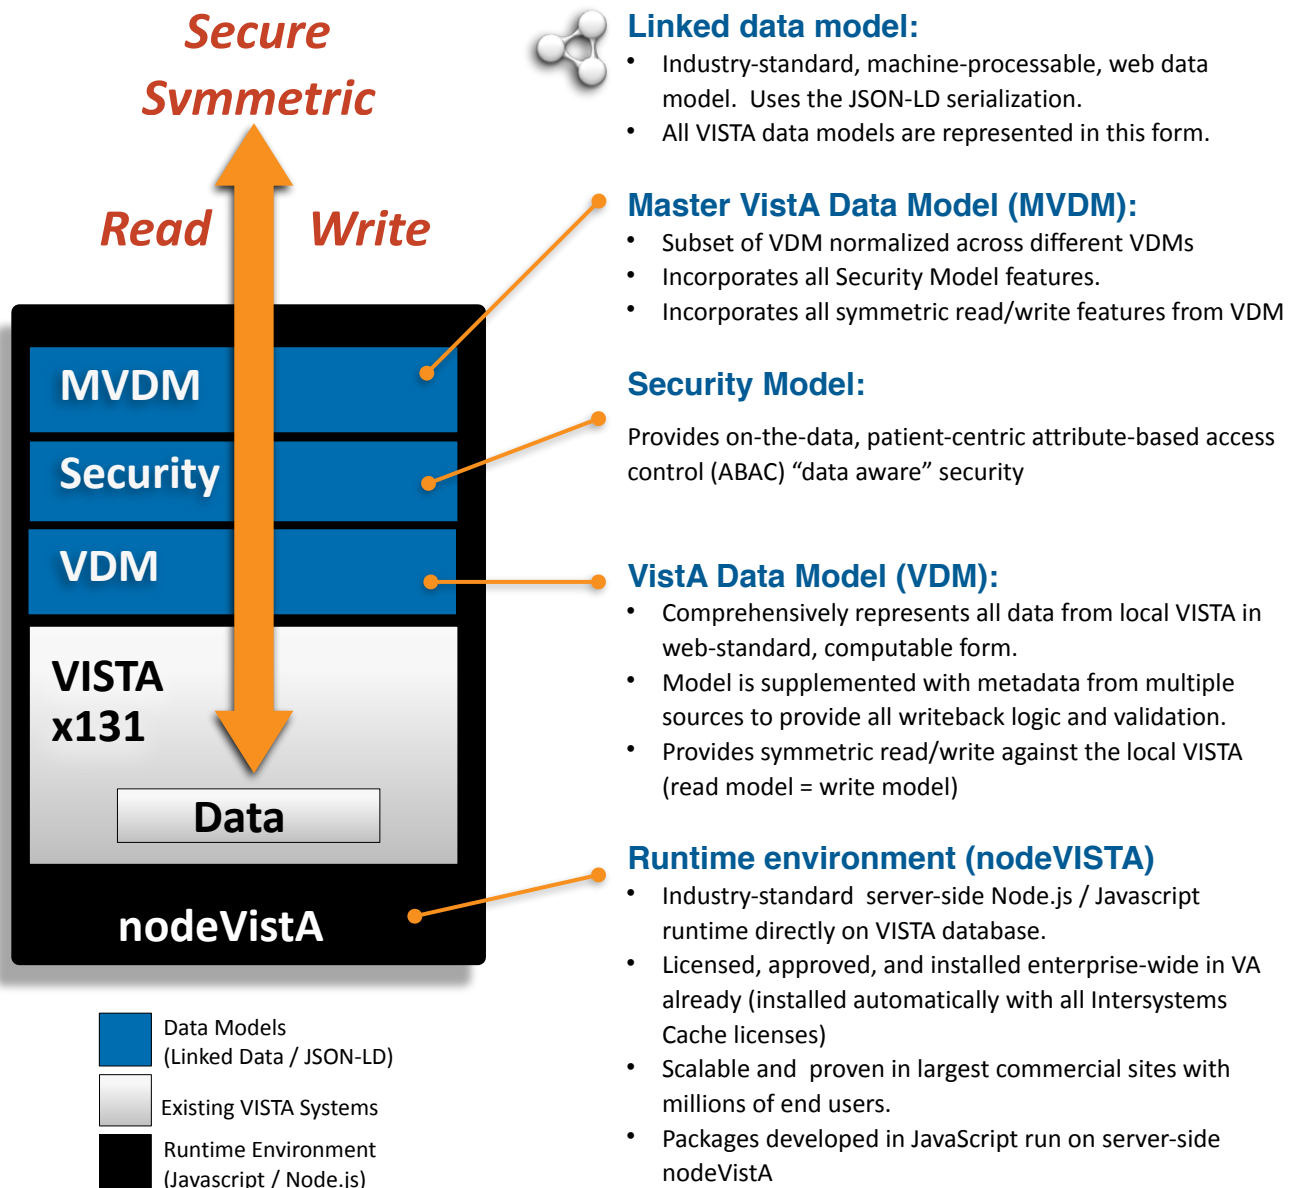 Secure
Symmetric
Read Write
MVDM
Security
VDM
VISTA
x131
Data
nodeVistA
Data Models
(Linked Data / JSON-LD)
Existing VISTA Systems
Runtime Environment
(Javascript / Node.js)
Linked data model:
• Industry-standard, machine-processable, web data
model. Uses the JSON-LD serialization.
• All VISTA data models are represented in this form.
Master VistA Data Model (MVDM):
• Subset of VDM normalized across different VDMs
• Incorporates all Security Model features.
• Incorporates all symmetric read/write features from VDM
Security Model:
Provides on-the-data, patient-centric attribute-based access
control (ABAC) “data aware” security
VistA Data Model (VDM):
• Comprehensively represents all data from local VISTA in
web-standard, computable form.
• Model is supplemented with metadata from multiple
sources to provide all writeback logic and validation.
• Provides symmetric read/write against the local VISTA
(read model = write model)
Runtime environment (nodeVISTA)
• Industry-standard server-side Node.js / Javascript
runtime directly on VISTA database.
• Licensed, approved, and installed enterprise-wide in VA
already (installed automatically with all Intersystems
Cache licenses)
• Scalable and proven in largest commercial sites with
millions of end users.
• Packages developed in JavaScript run on server-side
nodeVistA